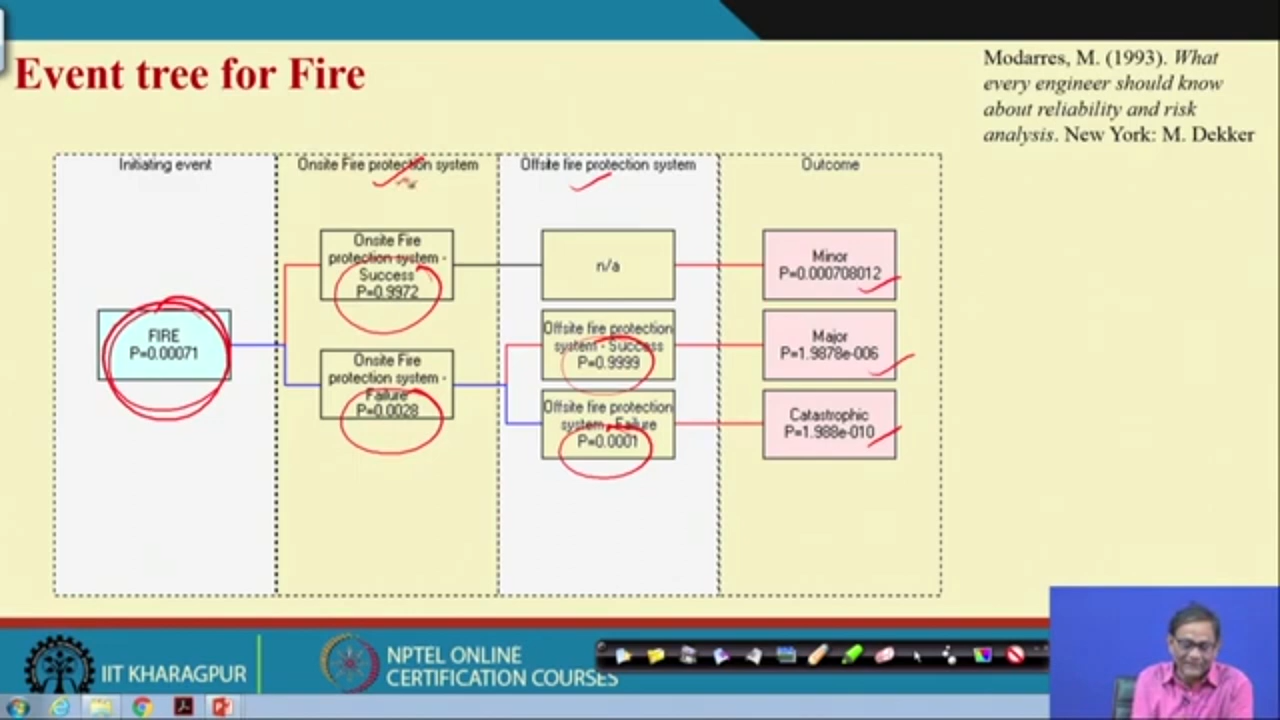 Event tree for Fire
Modarres, M. (1993). What
every engineer should know
about reliability and risk
analysis. New York: M. Dekker
Initiating event
Onsite Fire protection system
Offsite fire protection system
Outcome
FIRE
P=0.00071
Onsite Fire
protection system -
Success
P=0.9972
Onsite Fire
protection system -
Failure
P=0.0028
n/a
Offsite fire protection
system - Success
P=0.9999
Offsite fire protection
system - Failure
P=0.0001
Minor
P=0.000708012
Major
P=1.9878e-006
Catastrophic
P=1.988e-010
IIT KHARAGPUR
NPTEL ONLINE
CERTIFICATION COURSES